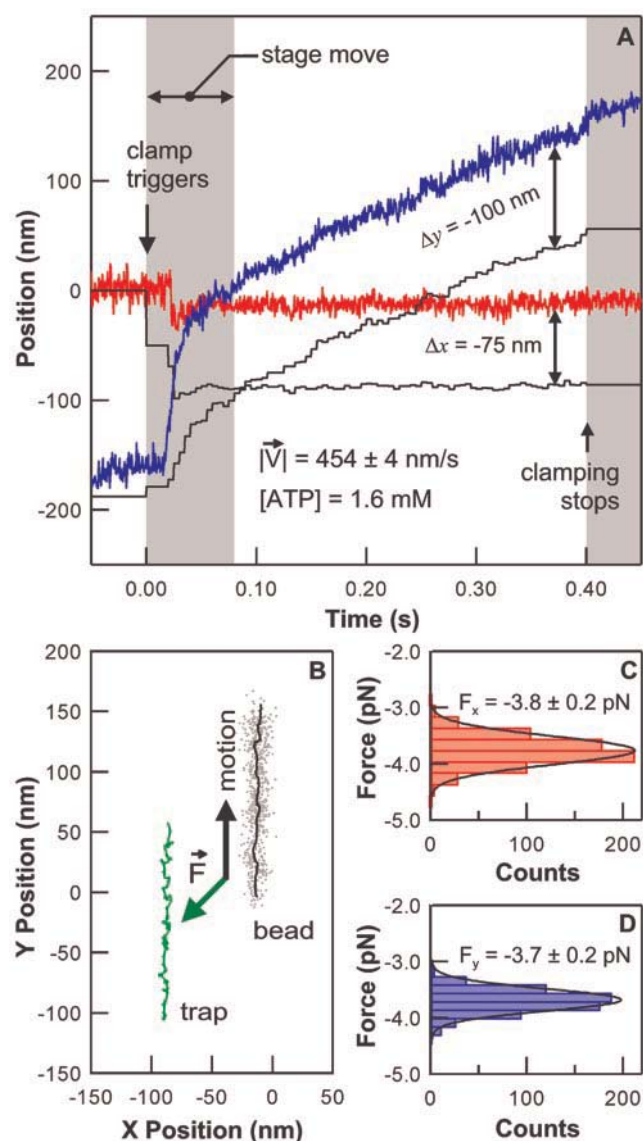 A
200
100
0
-100
-200
Position (nm)
stage move
clamp
triggers
Δy = -100 nm
Δx = -75 nm
|V| = 454 ± 4 nm/s
[ATP] = 1.6 mM
clamping
stops
0.00 0.10 0.20 0.30 0.40
Time (s)
B
200
150
100
50
0
-50
-100
-150
Y Position (nm)
motion
F
bead
trap
-150 -100 -50 0 50
X Position (nm)
C
-2.0
-3.0
-4.0
-5.0
Force (pN)
Fx = -3.8 ± 0.2 pN
0 100 200
Counts
D
-2.0
-3.0
-4.0
-5.0
Force (pN)
Fy = -3.7 ± 0.2 pN
0 100 200
Counts